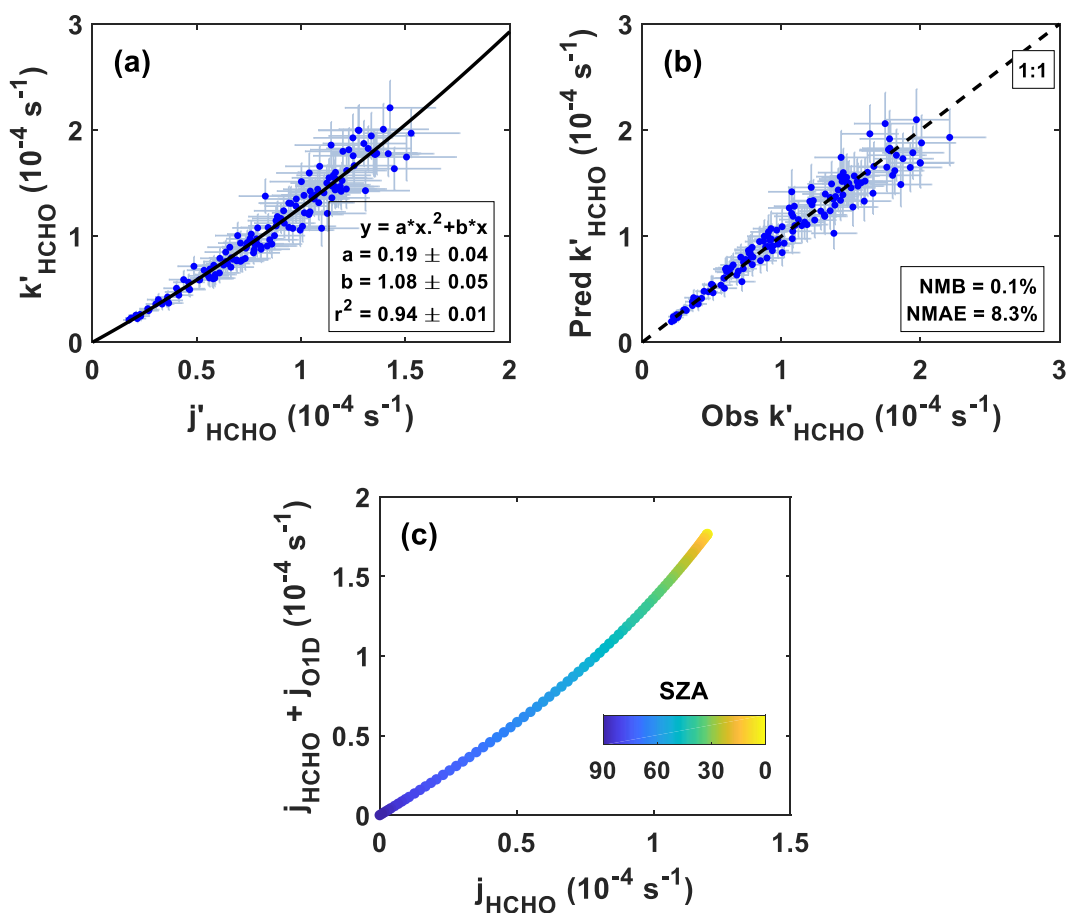 (a)
3
2
1
0
k'HCHO (10-4 s-1)
y = a*x.2+b*x
a = 0.19 ± 0.04
b = 1.08 ± 0.05
r2 = 0.94 ± 0.01
0 0.5 1 1.5 2
j'HCHO (10-4 s-1)
(b)
3
2
1
0
Pred k'HCHO (10-4 s-1)
1:1
NMB = 0.1%
NMAE = 8.3%
0 1 2 3
Obs k'HCHO (10-4 s-1)
(c)
2
1.5
1
0.5
0
jHCHO + jO1D (10-4 s-1)
SZA
90 60 30 0
0 0.5 1 1.5
jHCHO (10-4 s-1)